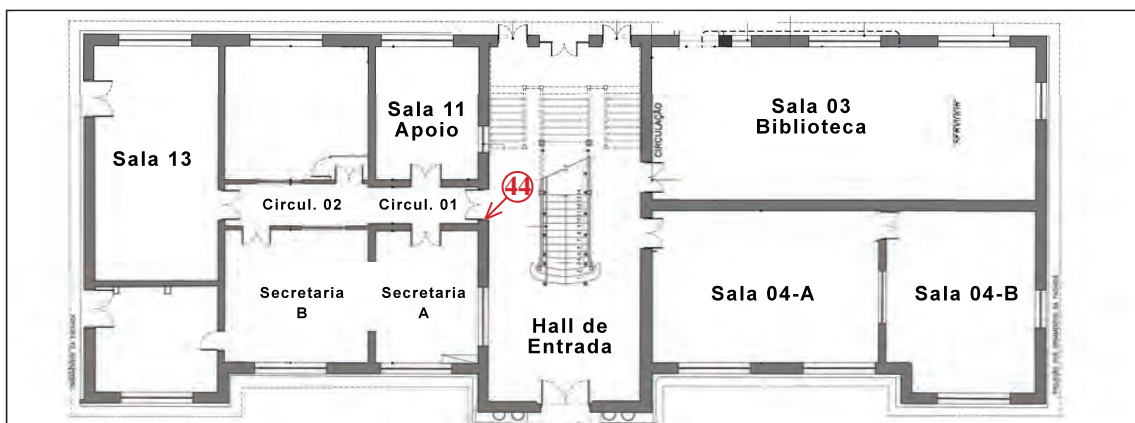 Sala 11
Apoio
Sala 13
Sala 03
Biblioteca
CIRCULAÇÃO
SERVIDOR
44
Circul. 02
Circul. 01
Secretaria
B
Secretaria
A
Hall de
Entrada
Sala 04-A
Sala 04-B